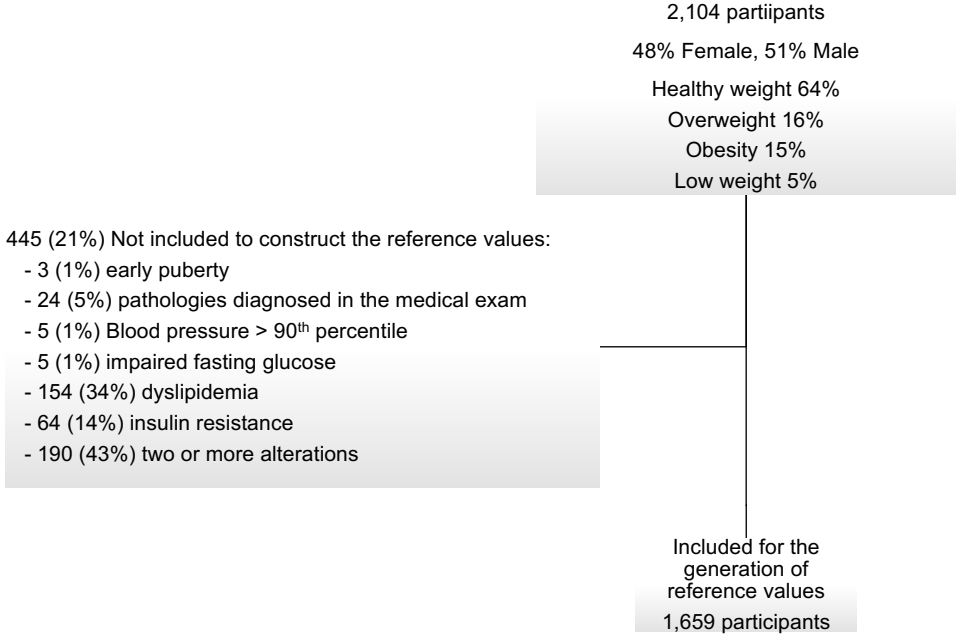 2,104 partiipants
48% Female, 51% Male
Healthy weight 64%
Overweight 16%
Obesity 15%
Low weight 5%
445 (21%) Not included to construct the reference values:
- 3 (1%) early puberty
- 24 (5%) pathologies diagnosed in the medical exam
- 5 (1%) Blood pressure > 90th percentile
- 5 (1%) impaired fasting glucose
- 154 (34%) dyslipidemia
- 64 (14%) insulin resistance
- 190 (43%) two or more alterations
Included for the
generation of
reference values
1,659 participants